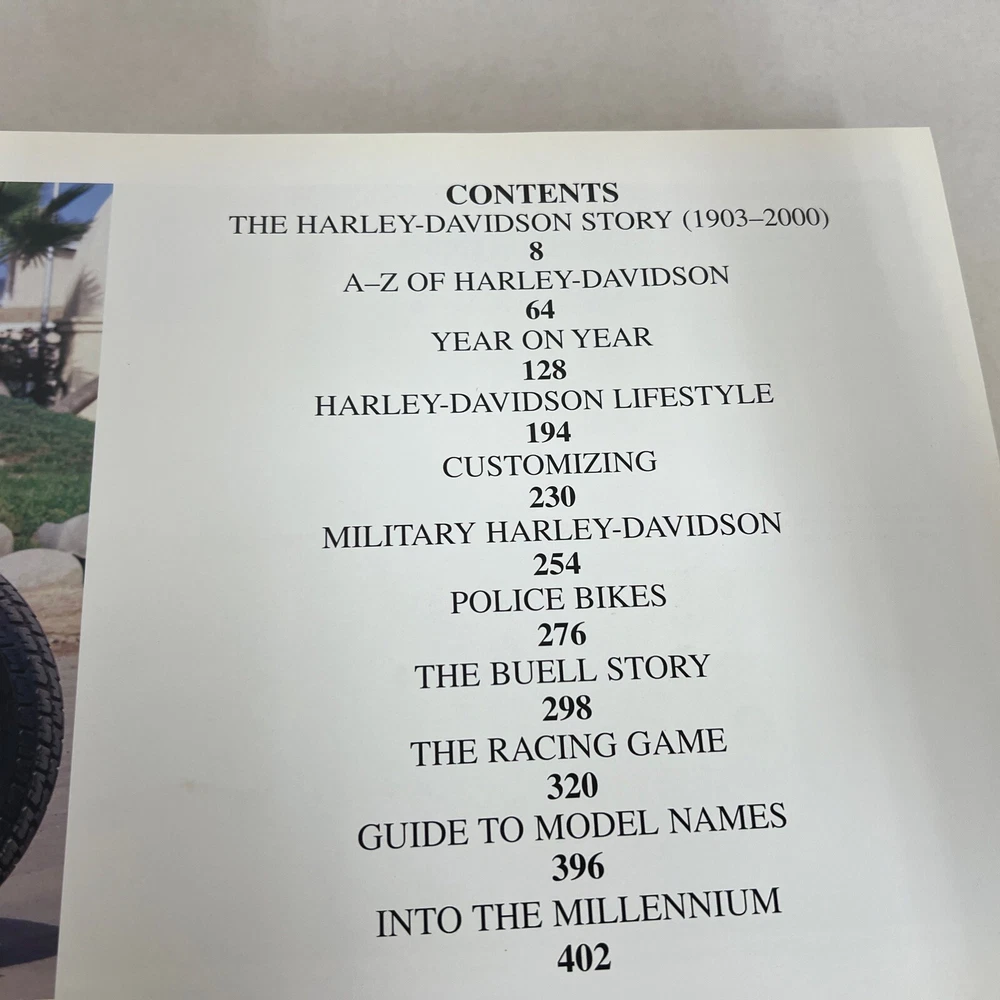 CONTENTS
THE HARLEY-DAVIDSON STORY (1903–2000)
8
A–Z OF HARLEY-DAVIDSON
64
YEAR ON YEAR
128
HARLEY-DAVIDSON LIFESTYLE
194
CUSTOMIZING
230
MILITARY HARLEY-DAVIDSON
254
POLICE BIKES
276
THE BUELL STORY
298
THE RACING GAME
320
GUIDE TO MODEL NAMES
396
INTO THE MILLENNIUM
402